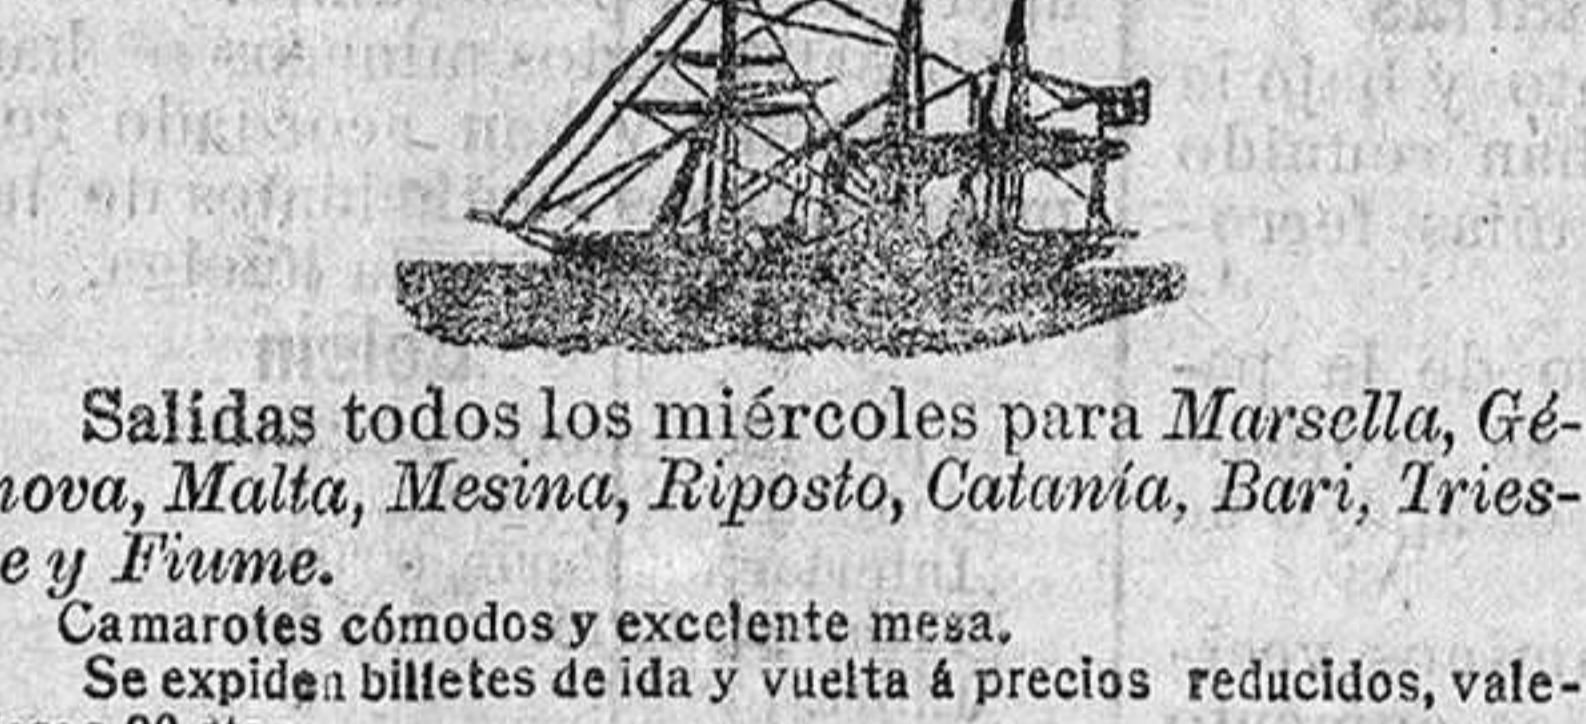 Salidas todos los miércoles para Marsella, Gé-
nova, Malta, Mesina, Riposto, Catanía, Bari, Tries-
e y Fiume.
Camarotes cómodos y excelente mesa.
Se expiden billetes de ida y vuelta á precios reducidos, vale-